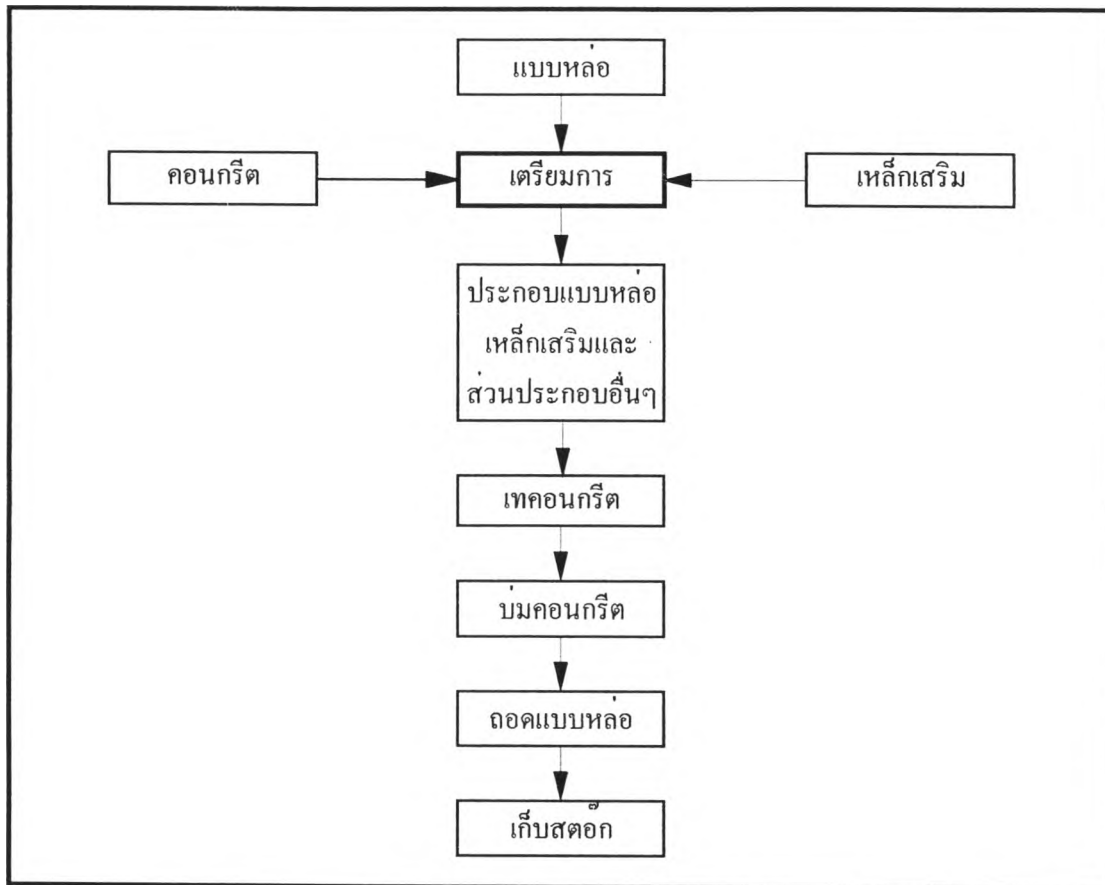 แบบหล่อ
คอนกรีต
เตรียมการ
เหล็กเสริม
ประกอบแบบหล่อ
เหล็กเสริมและ
ส่วนประกอบอื่นๆ
เทคอนกรีต
บ่มคอนกรีต
ถอดแบบหล่อ
เก็บสต๊อก